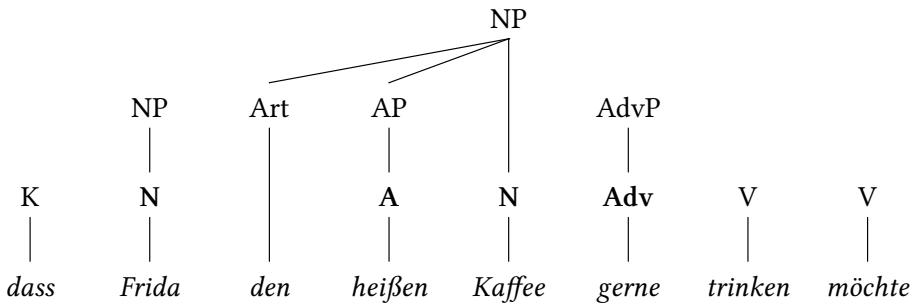 NP
NP Art AP AdvP
K N A N Adv V V
dass Frida den heißen Kaffee gerne trinken möchte